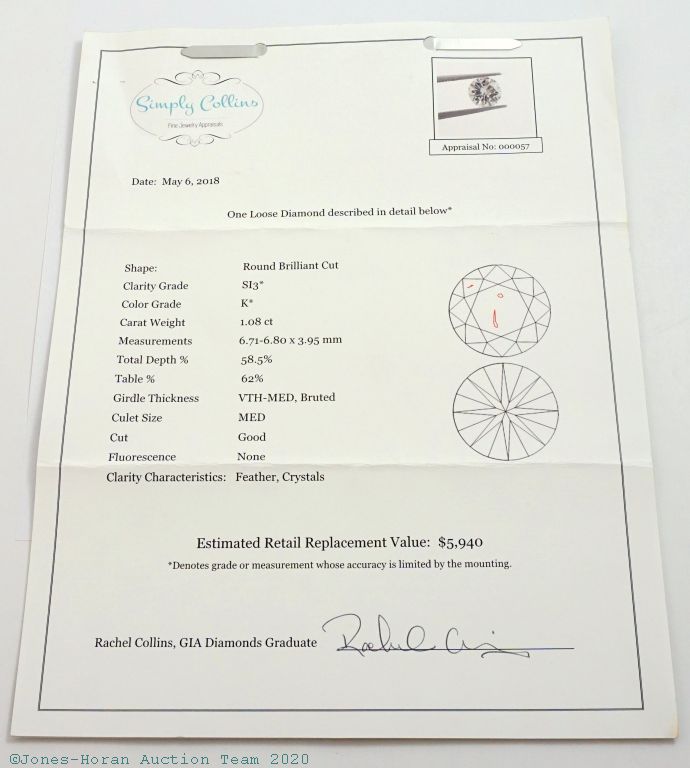 Simply Collins
Fine Jewelry Appraisals
Appraisal No: 000057
Date: May 6, 2018
One Loose Diamond described in detail below*
Shape: Round Brilliant Cut
Clarity Grade SI3*
Color Grade K*
Carat Weight 1.08 ct
Measurements 6.71-6.80 x 3.95 mm
Total Depth % 58.5%
Table % 62%
Girdle Thickness VTH-MED, Bruted
Culet Size MED
Cut Good
Fluorescence None
Clarity Characteristics: Feather, Crystals
Estimated Retail Replacement Value: $5,940
*Denotes grade or measurement whose accuracy is limited by the mounting.
Rachel Collins, GIA Diamonds Graduate
©Jones-Horan Auction Team 2020